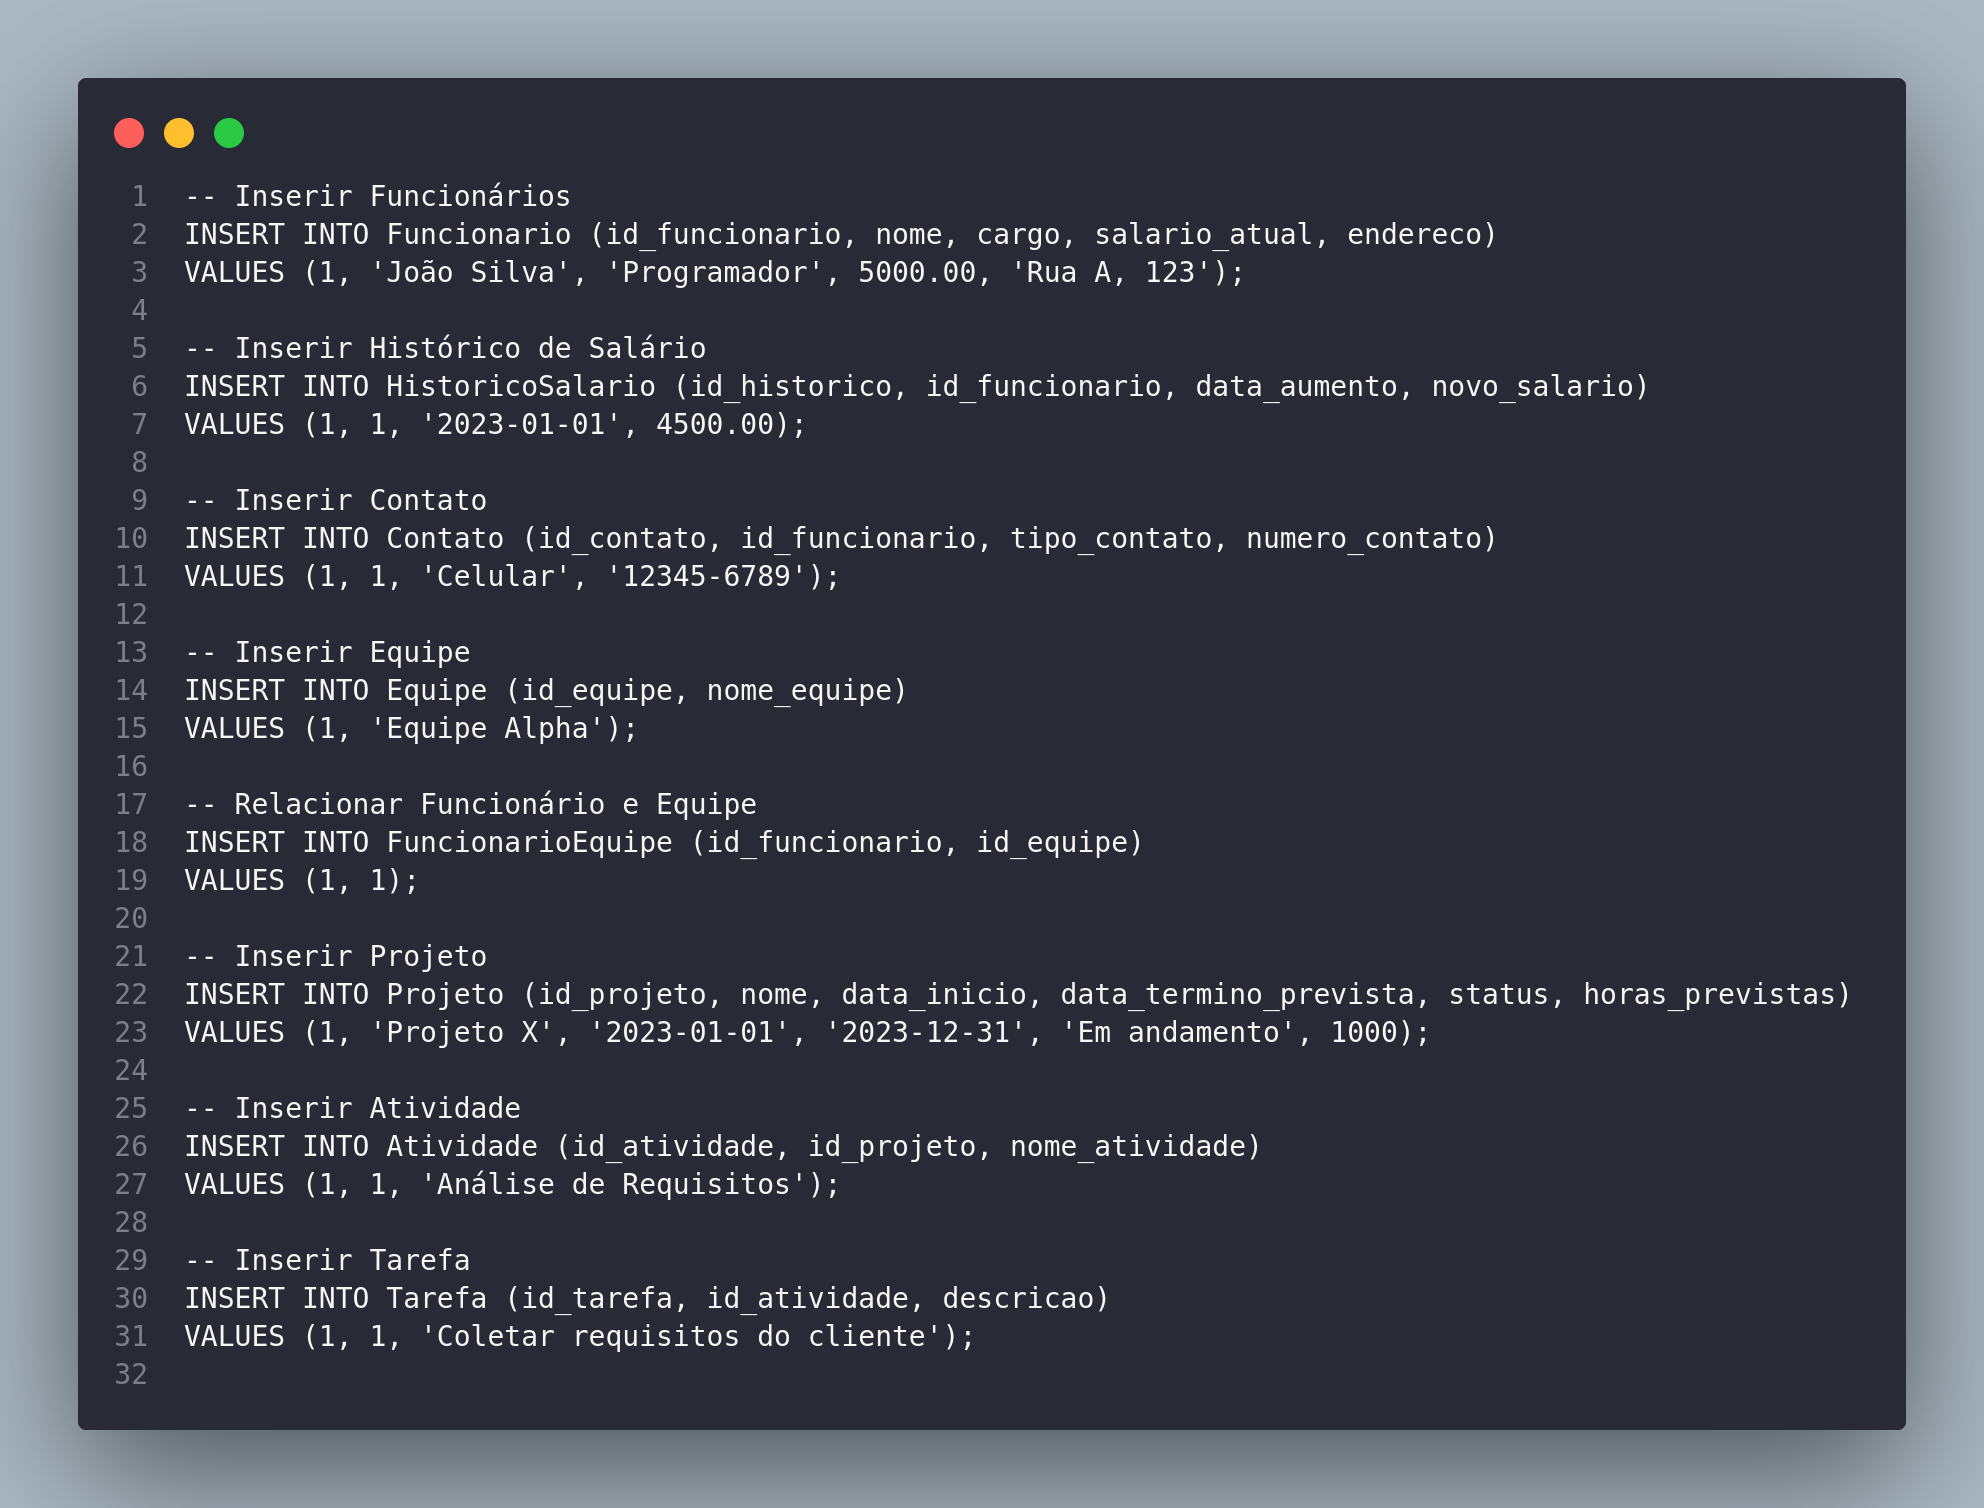 1 -- Inserir Funcionários
2 INSERT INTO Funcionario (id_funcionario, nome, cargo, salario_atual, endereco)
3 VALUES (1, 'João Silva', 'Programador', 5000.00, 'Rua A, 123');
4
5 -- Inserir Histórico de Salário
6 INSERT INTO HistoricoSalario (id_historico, id_funcionario, data_aumento, novo_salario)
7 VALUES (1, 1, '2023-01-01', 4500.00);
8
9 -- Inserir Contato
10 INSERT INTO Contato (id_contato, id_funcionario, tipo_contato, numero_contato)
11 VALUES (1, 1, 'Celular', '12345-6789');
12
13 -- Inserir Equipe
14 INSERT INTO Equipe (id_equipe, nome_equipe)
15 VALUES (1, 'Equipe Alpha');
16
17 -- Relacionar Funcionário e Equipe
18 INSERT INTO FuncionarioEquipe (id_funcionario, id_equipe)
19 VALUES (1, 1);
20
21 -- Inserir Projeto
22 INSERT INTO Projeto (id_projeto, nome, data_inicio, data_termino_prevista, status, horas_previstas)
23 VALUES (1, 'Projeto X', '2023-01-01', '2023-12-31', 'Em andamento', 1000);
24
25 -- Inserir Atividade
26 INSERT INTO Atividade (id_atividade, id_projeto, nome_atividade)
27 VALUES (1, 1, 'Análise de Requisitos');
28
29 -- Inserir Tarefa
30 INSERT INTO Tarefa (id_tarefa, id_atividade, descricao)
31 VALUES (1, 1, 'Coletar requisitos do cliente');
32